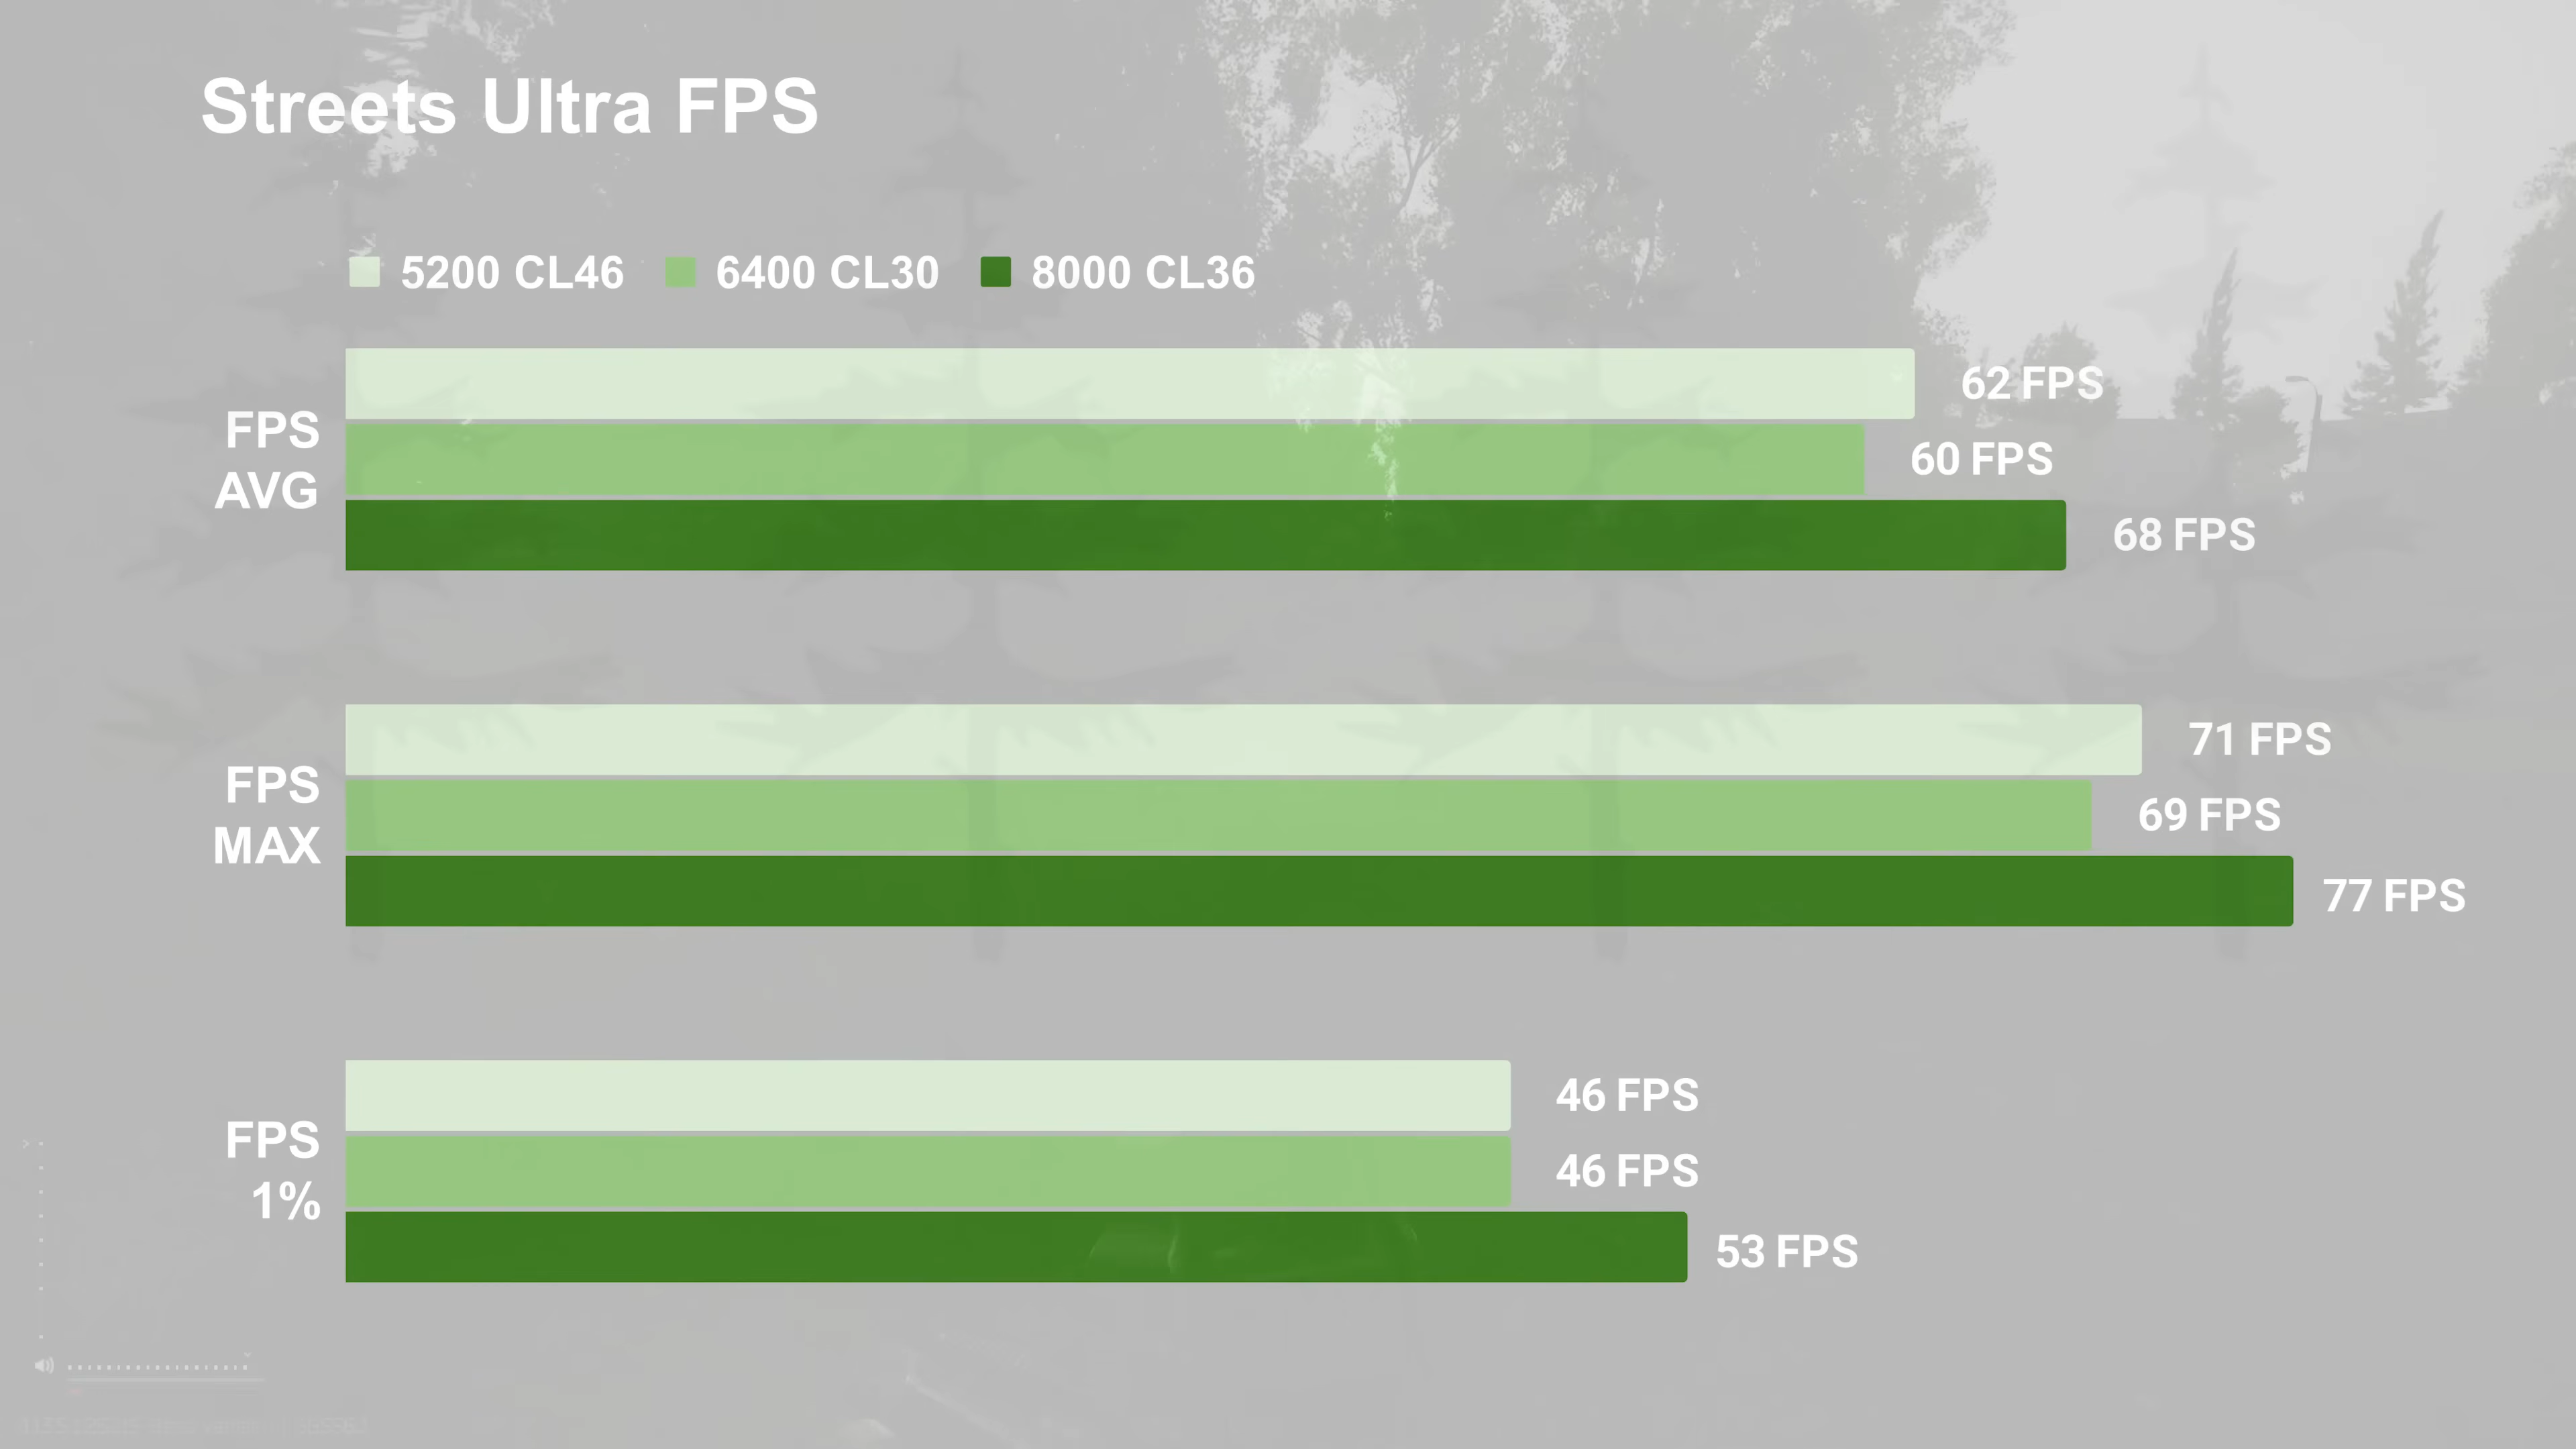 Streets Ultra FPS
5200 CL46 6400 CL30 8000 CL36
FPS
AVG
62 FPS
60 FPS
68 FPS
FPS
MAX
71 FPS
69 FPS
77 FPS
FPS
1%
46 FPS
46 FPS
53 FPS